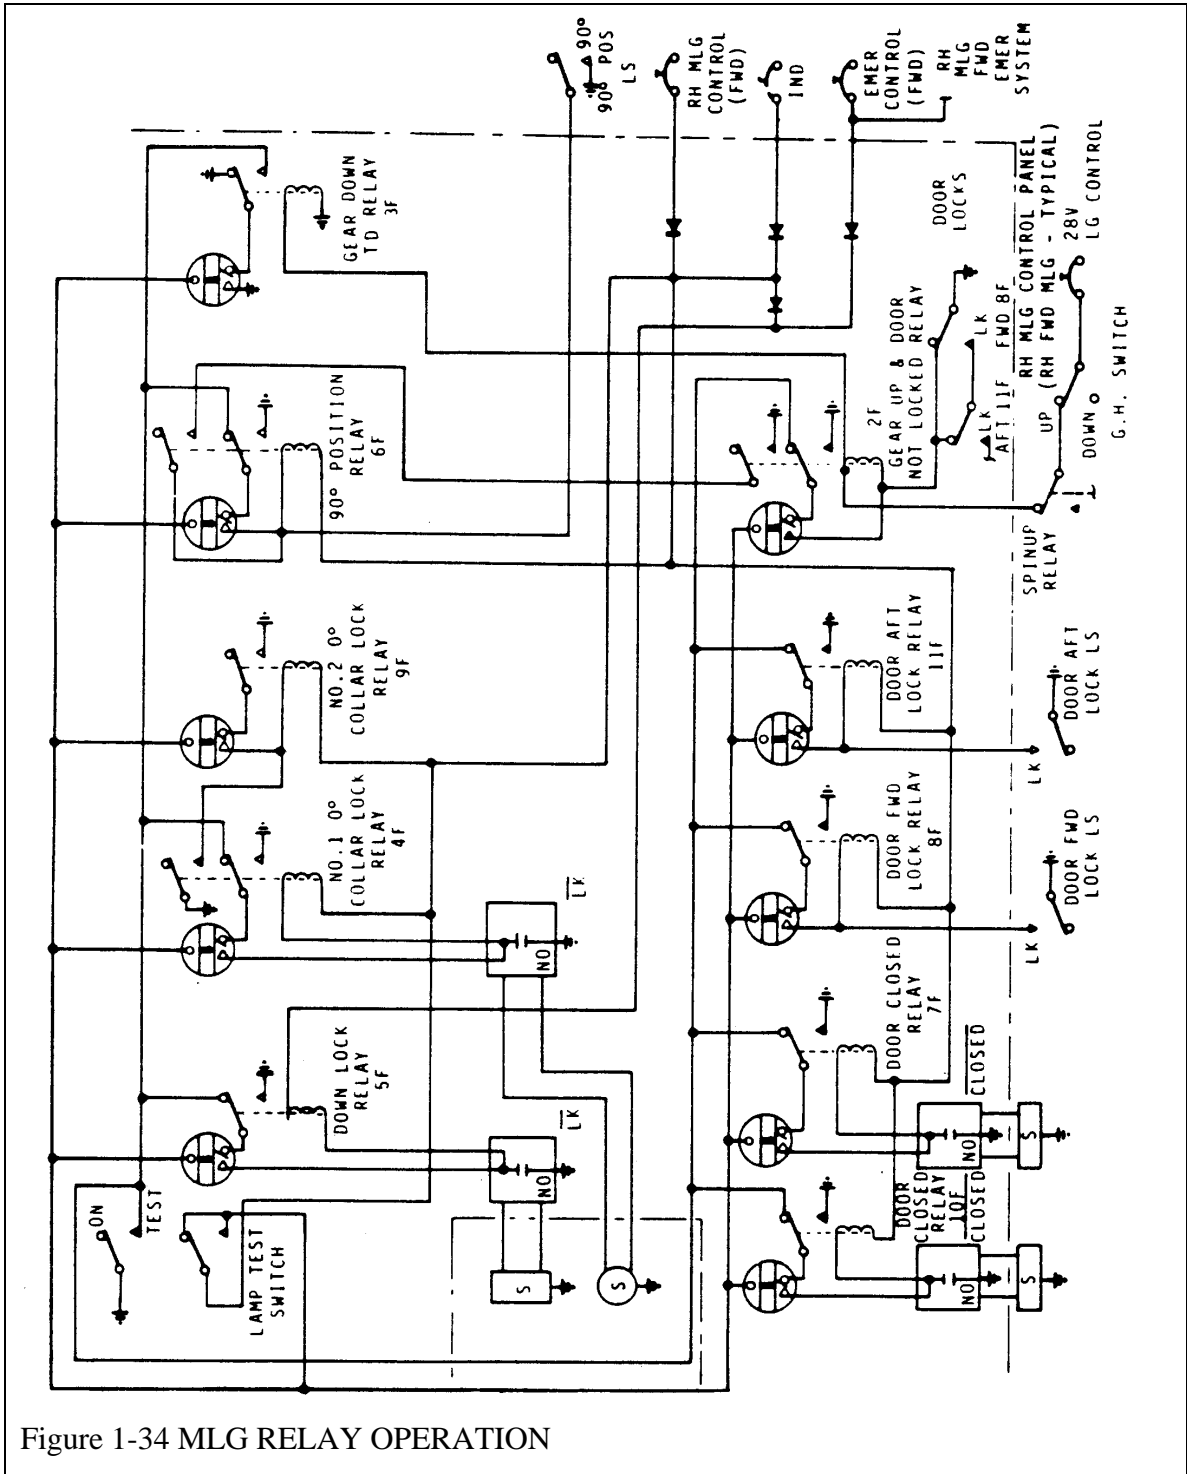 90° POS
LS
90°
RH MLG
CONTROL
(FWD)
IND
EMER
CONTROL
(FWD)
RH
MLG
FWD
EMER
SYSTEM
GEAR DOWN
TD RELAY
3F
90° POSITION
RELAY
6F
NO.2 0°
COLLAR LOCK
RELAY
9F
NO.1 0°
COLLAR LOCK
RELAY
4F
DOWN LOCK
RELAY
5F
ON
TEST
LAMP TEST
SWITCH
LK
NO
LK
NO
S
S
DOOR
LOCKS
2F
GEAR UP & DOOR
NOT LOCKED RELAY
LK
AFT 11F
LK
FWD 8F
RH MLG CONTROL PANEL
(RH FWD MLG - TYPICAL)
28V
LG CONTROL
UP
DOWN
G.H. SWITCH
SPINUP
RELAY
DOOR AFT
LOCK RELAY
11F
LK
DOOR AFT
LOCK LS
DOOR FWD
LOCK RELAY
8F
LK
DOOR FWD
LOCK LS
DOOR CLOSED
RELAY
7F
CLOSED
NO
S
DOOR
CLOSED
RELAY
10F
CLOSED
NO
S
Figure 1-34 MLG RELAY OPERATION